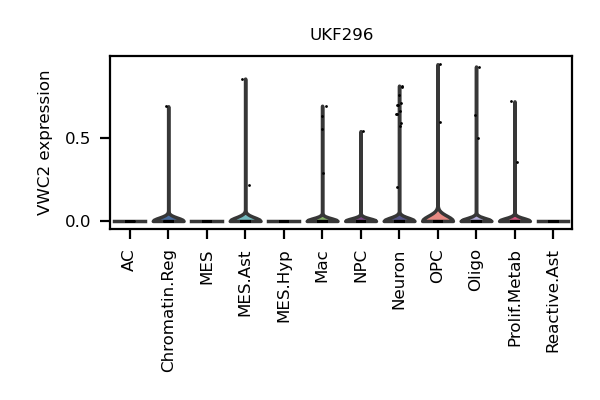 UKF296
VWC2 expression
0.5
0.0
AC
Chromatin.Reg
MES
MES.Ast
MES.Hyp
Mac
NPC
Neuron
OPC
Oligo
Prolif.Metab
Reactive.Ast